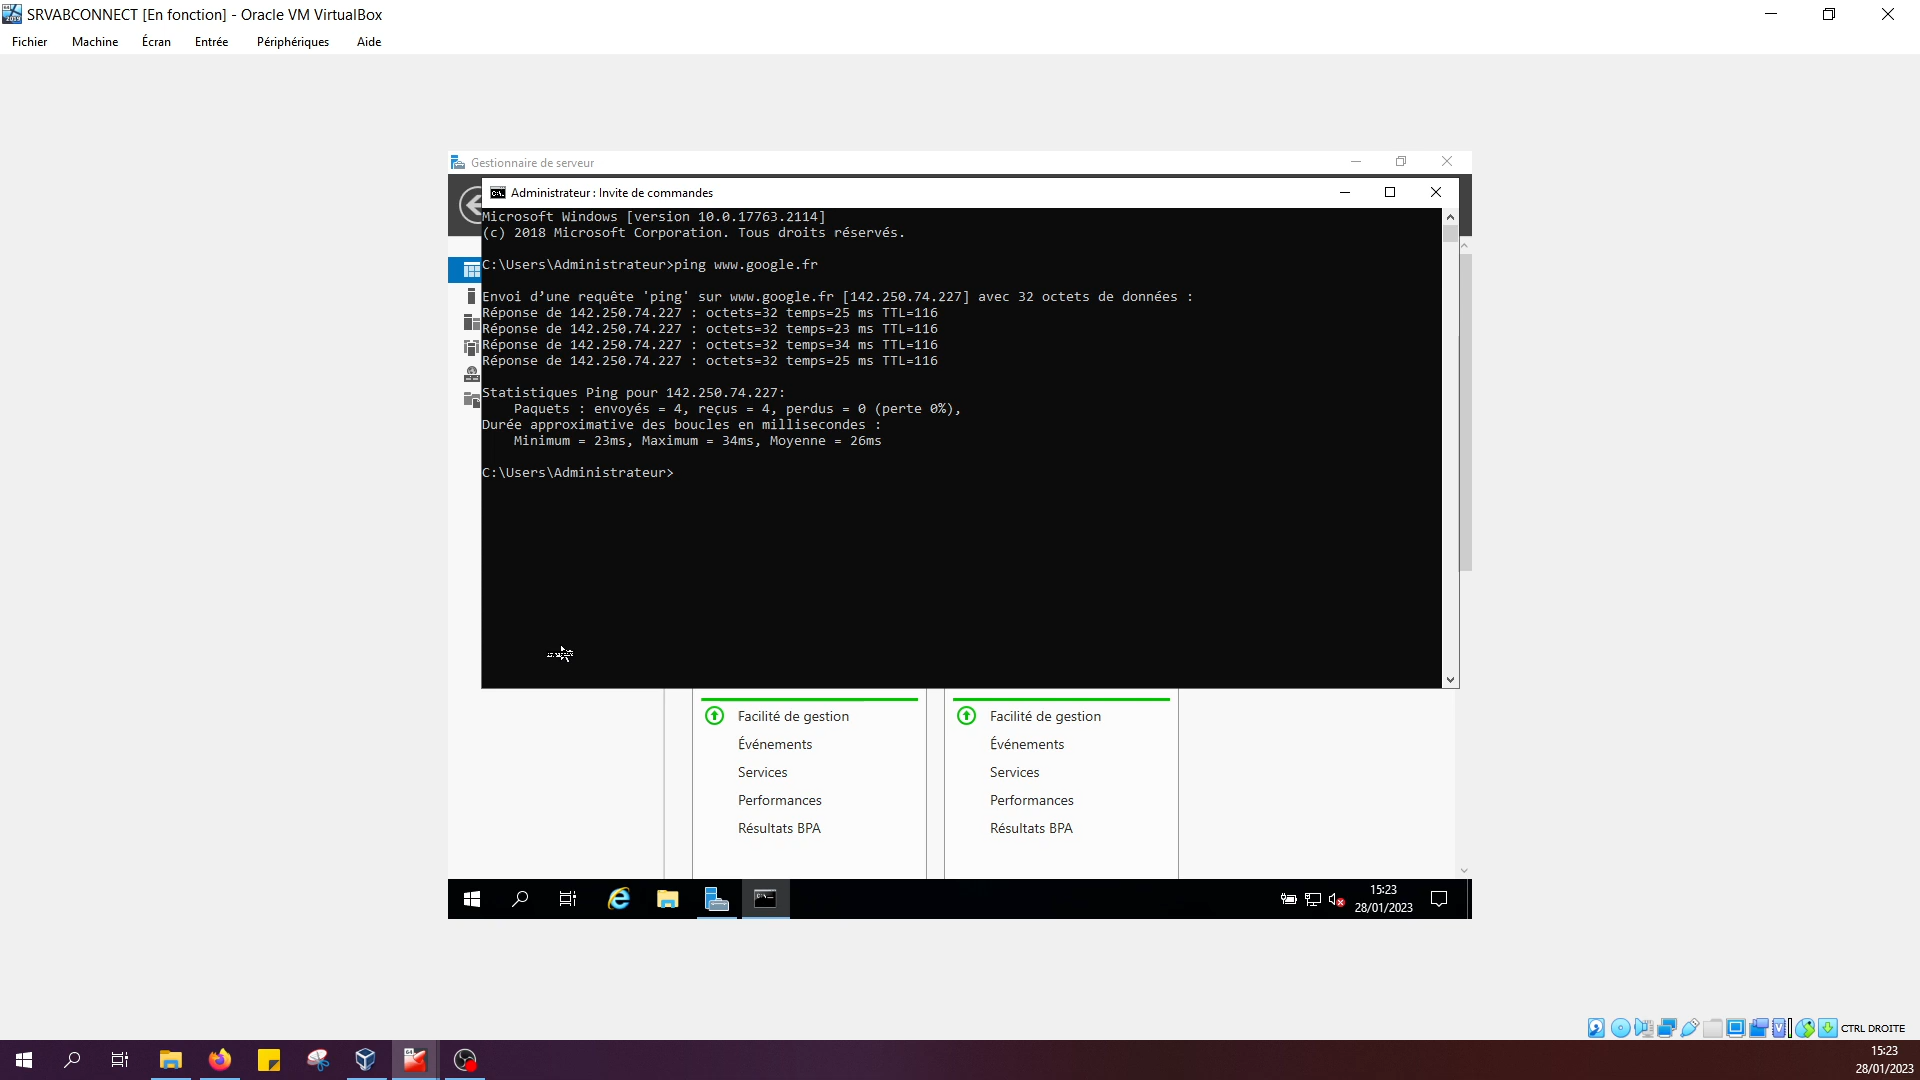 SRVABCONNECT [En fonction] - Oracle VM VirtualBox
Fichier Machine Écran Entrée Périphériques Aide
Gestionnaire de serveur
Administrateur : Invite de commandes
Microsoft Windows [version 10.0.17763.2114]
(c) 2018 Microsoft Corporation. Tous droits réservés.
C:\Users\Administrateur>ping www.google.fr
Envoi d’une requête 'ping' sur www.google.fr [142.250.74.227] avec 32 octets de données :
Réponse de 142.250.74.227 : octets=32 temps=25 ms TTL=116
Réponse de 142.250.74.227 : octets=32 temps=23 ms TTL=116
Réponse de 142.250.74.227 : octets=32 temps=34 ms TTL=116
Réponse de 142.250.74.227 : octets=32 temps=25 ms TTL=116
Statistiques Ping pour 142.250.74.227:
Paquets : envoyés = 4, reçus = 4, perdus = 0 (perte 0%),
Durée approximative des boucles en millisecondes :
Minimum = 23ms, Maximum = 34ms, Moyenne = 26ms
C:\Users\Administrateur>
Facilité de gestion
Événements
Services
Performances
Résultats BPA
Facilité de gestion
Événements
Services
Performances
Résultats BPA
15:23
28/01/2023
CTRL DROITE
15:23
28/01/2023